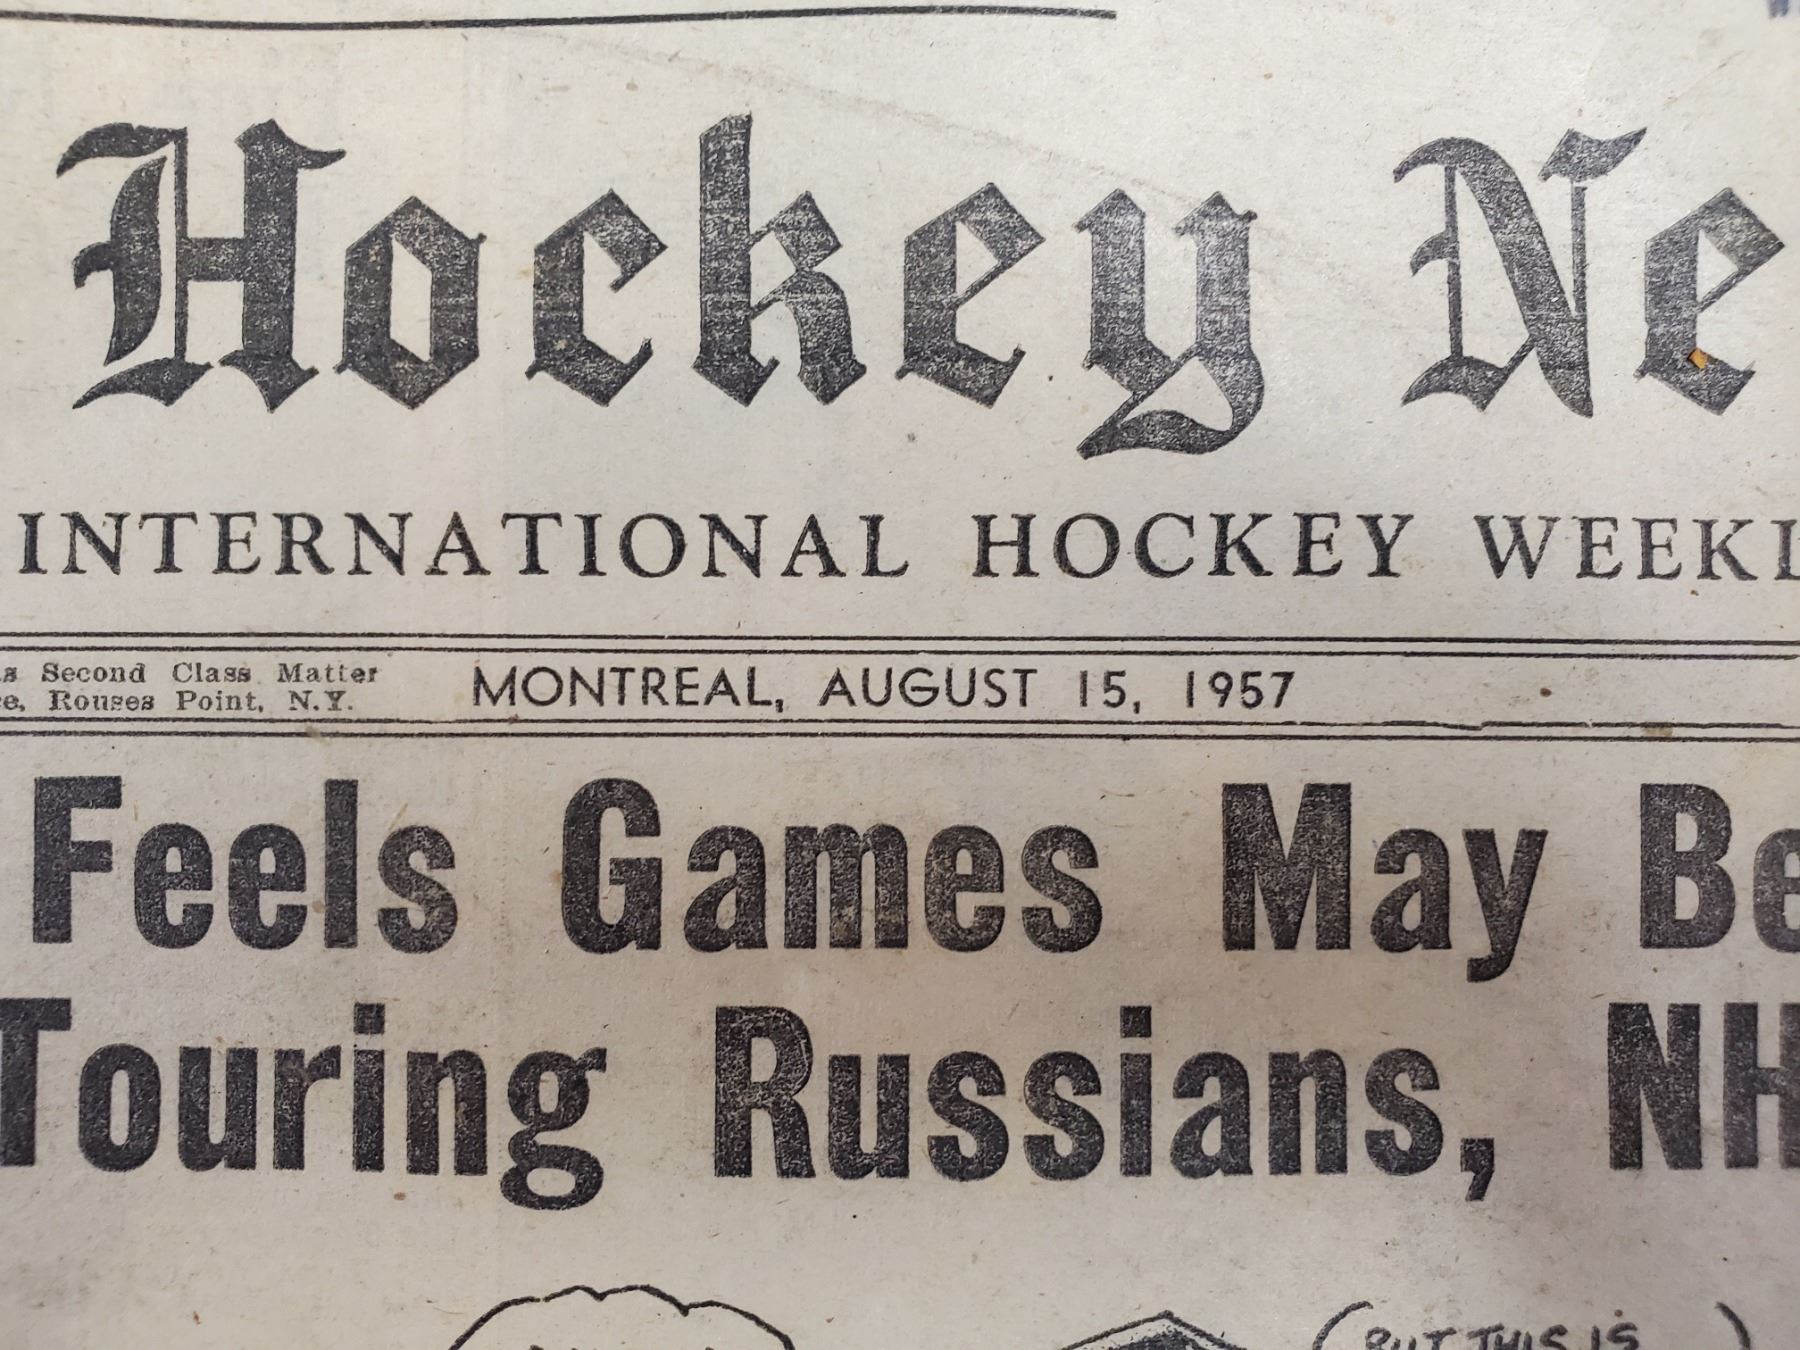 Hockey Ne
INTERNATIONAL HOCKEY WEEKL
s Second Class Matter
e, Rouses Point, N.Y.
MONTREAL, AUGUST 15, 1957
Feels Games May Be
Touring Russians, NH
BUT THIS IS